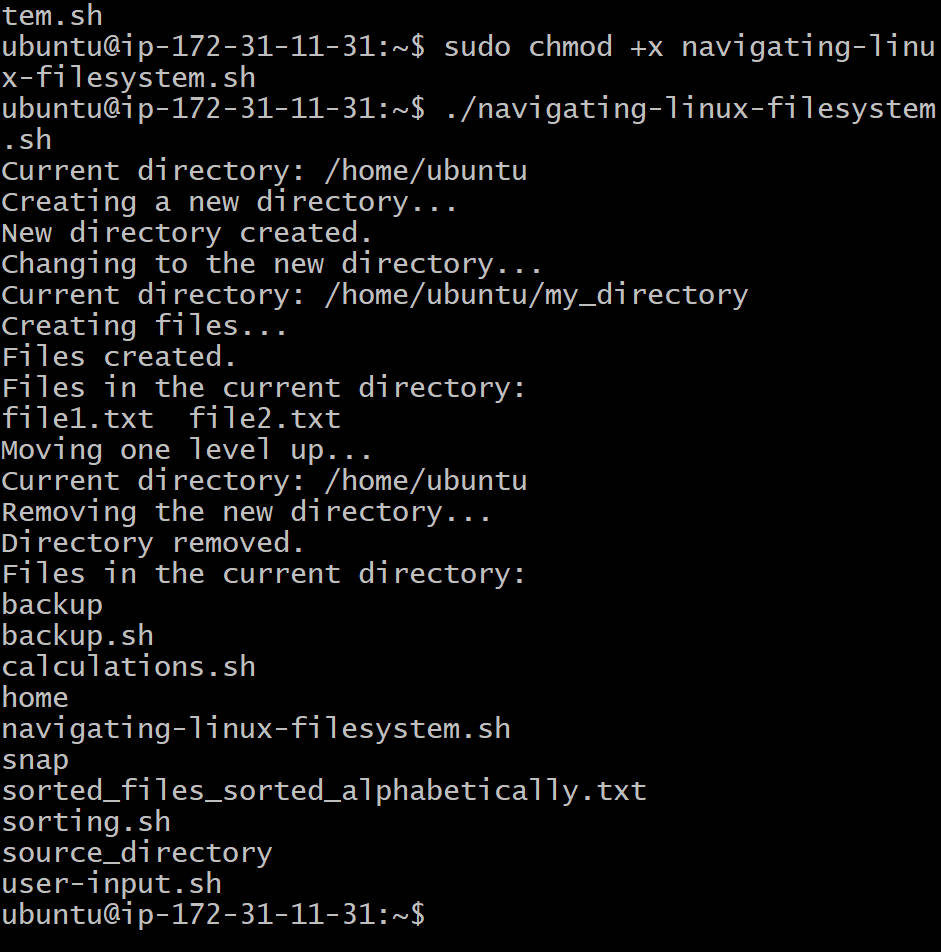 tem.sh
ubuntu@ip-172-31-11-31:~$ sudo chmod +x navigating-linu
x-filesystem.sh
ubuntu@ip-172-31-11-31:~$ ./navigating-linux-filesystem
.sh
Current directory: /home/ubuntu
Creating a new directory...
New directory created.
Changing to the new directory...
Current directory: /home/ubuntu/my_directory
Creating files...
Files created.
Files in the current directory:
file1.txt  file2.txt
Moving one level up...
Current directory: /home/ubuntu
Removing the new directory...
Directory removed.
Files in the current directory:
backup
backup.sh
calculations.sh
home
navigating-linux-filesystem.sh
snap
sorted_files_sorted_alphabetically.txt
sorting.sh
source_directory
user-input.sh
ubuntu@ip-172-31-11-31:~$